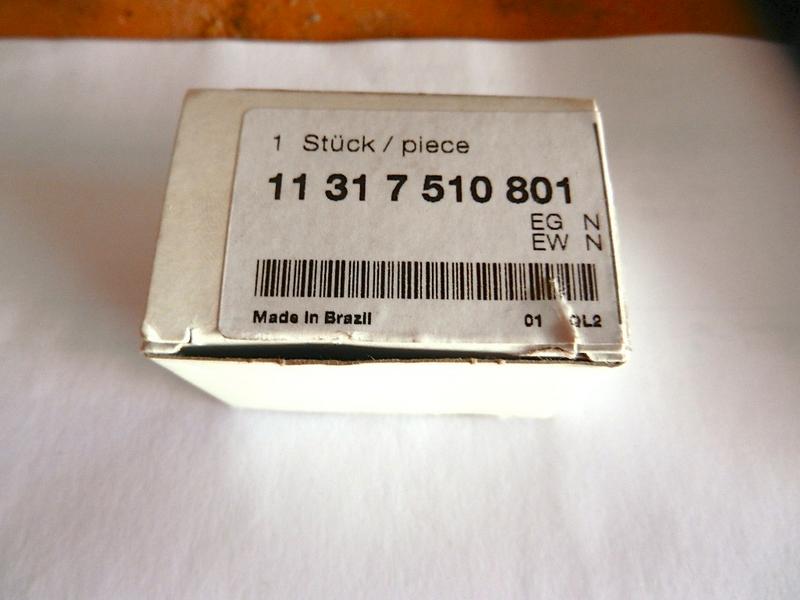 1 Stück / piece
11 31 7 510 801
EG N
EW N
Made in Brazil
01